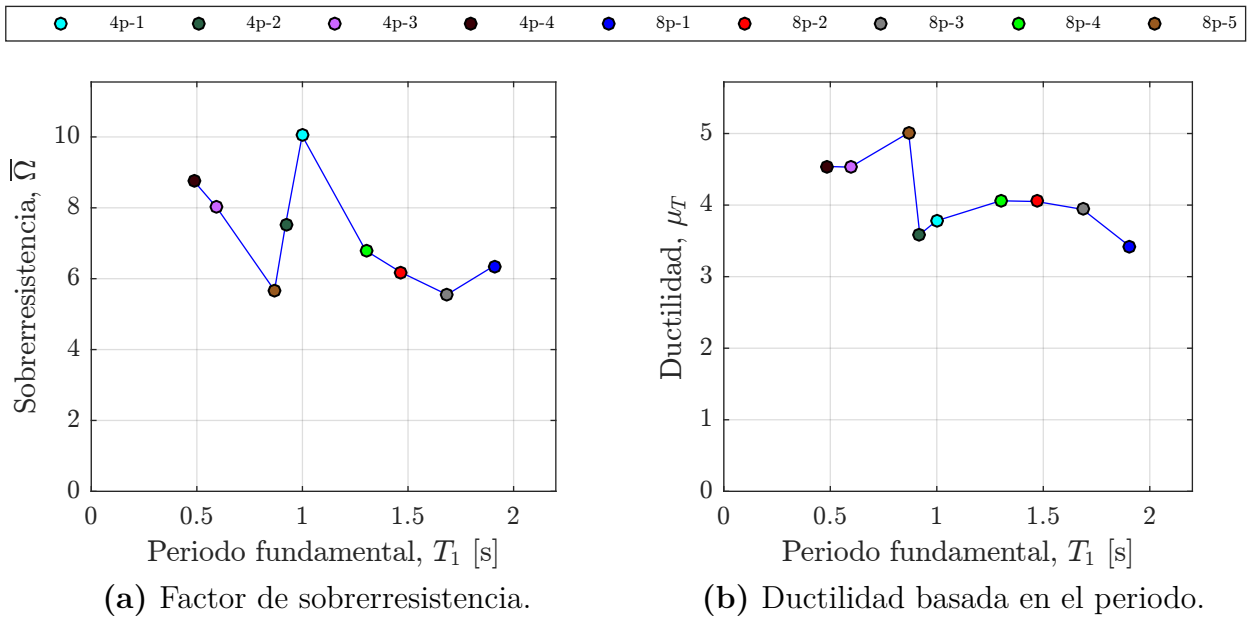 4p-1 4p-2 4p-3 4p-4 8p-1 8p-2 8p-3 8p-4 8p-5
Sobrerresistencia, Ω̅
10
8
6
4
2
0
0 0.5 1 1.5 2
Periodo fundamental, T₁ [s]
(a) Factor de sobrerresistencia.
Ductilidad, μ_T
5
4
3
2
1
0
0 0.5 1 1.5 2
Periodo fundamental, T₁ [s]
(b) Ductilidad basada en el periodo.